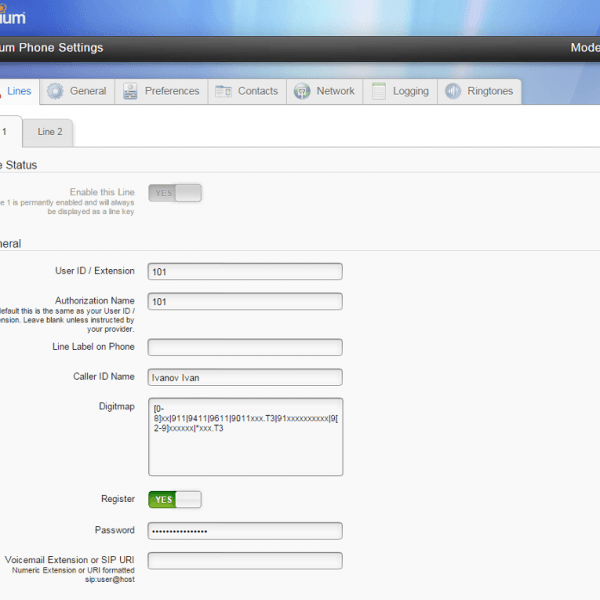 ium
um Phone Settings Mode
Lines General Preferences Contacts Network Logging Ringtones
1 Line 2
e Status
Enable this Line YES
e 1 is permantly enabled and will always
be displayed as a line key
neral
User ID / Extension 101
Authorization Name 101
efault this is the same as your User ID /
ension. Leave blank unless instructed by
your provider.
Line Label on Phone
Caller ID Name Ivanov Ivan
Digitmap [0-
8]xx|911|9411|9611|9011xxx.T3|91xxxxxxxxxx|9[
2-9]xxxxxx|*xxx.T3
Register YES
Password ••••••••••••••••
Voicemail Extension or SIP URI
Numeric Extension or URI formatted
sip:user@host